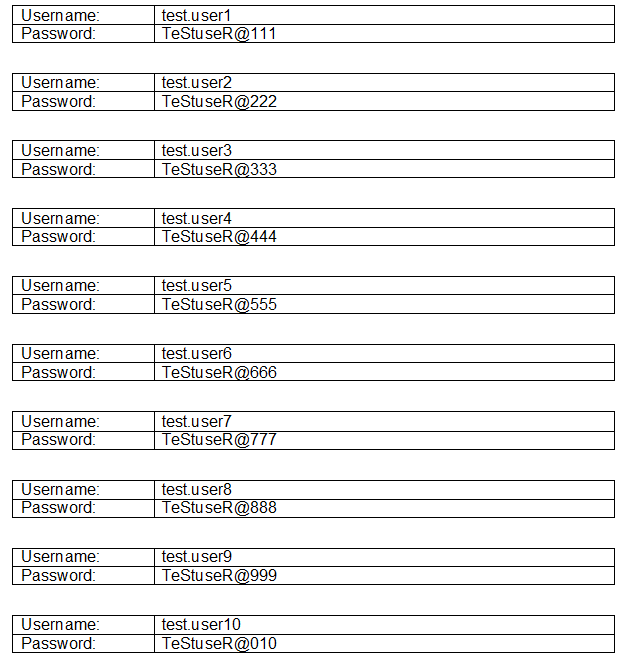 Username: test.user1
Password: TeStuseR@111
Username: test.user2
Password: TeStuseR@222
Username: test.user3
Password: TeStuseR@333
Username: test.user4
Password: TeStuseR@444
Username: test.user5
Password: TeStuseR@555
Username: test.user6
Password: TeStuseR@666
Username: test.user7
Password: TeStuseR@777
Username: test.user8
Password: TeStuseR@888
Username: test.user9
Password: TeStuseR@999
Username: test.user10
Password: TeStuseR@010